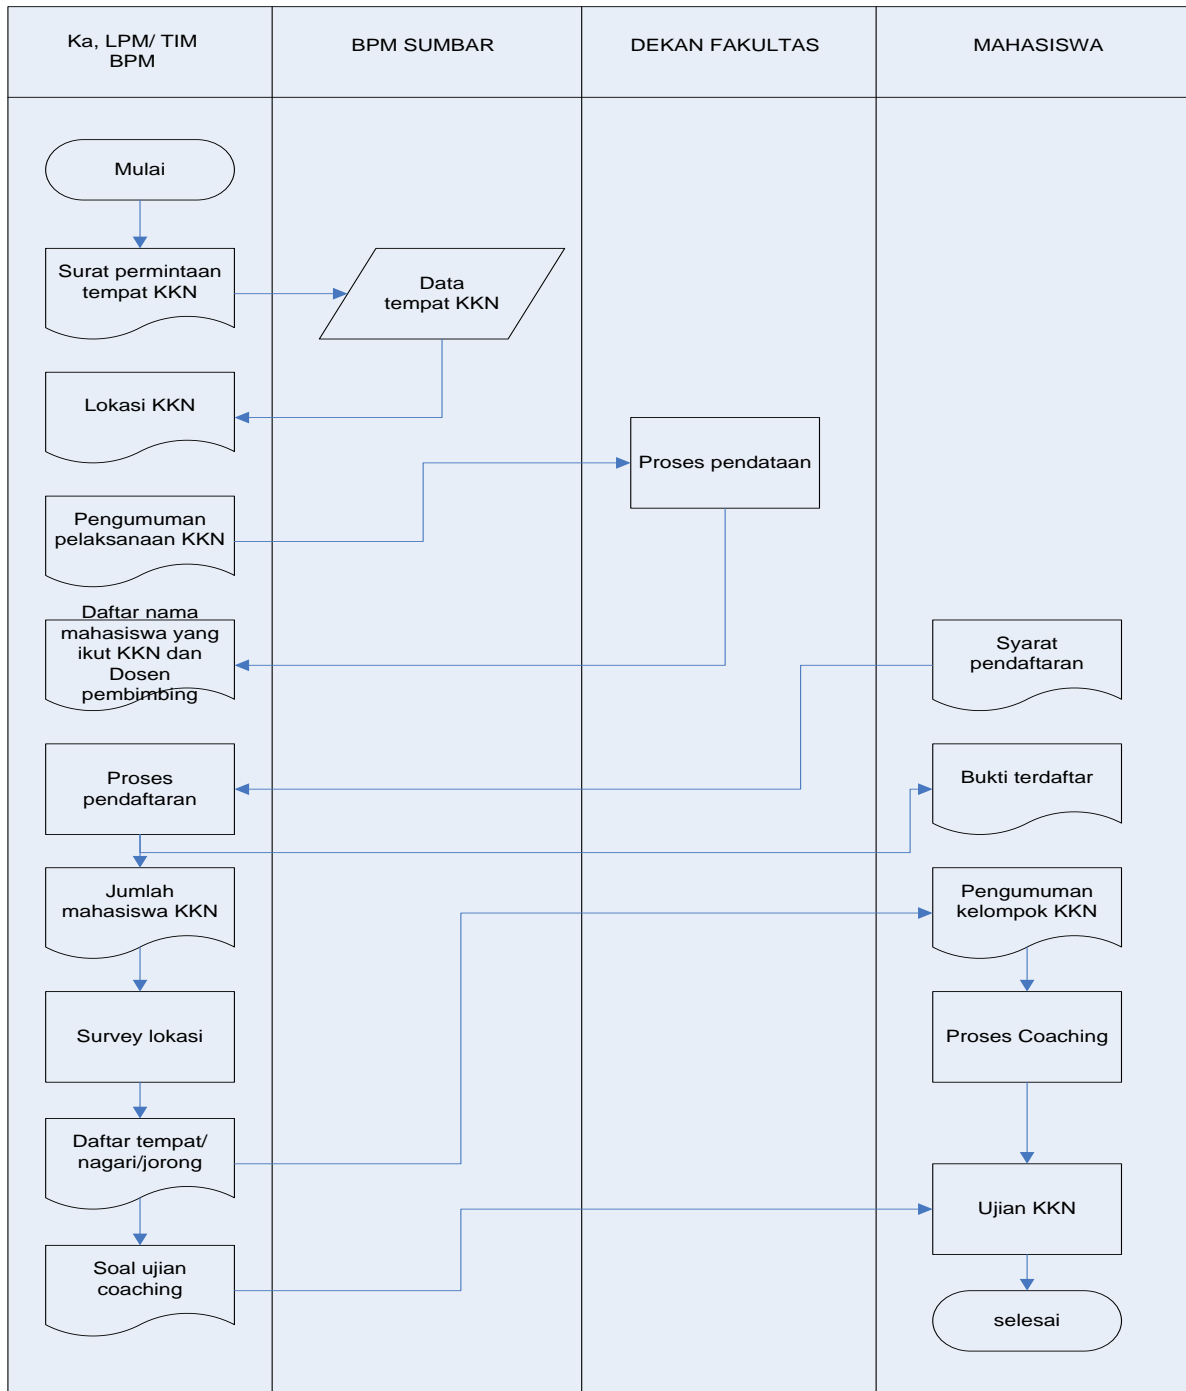 Ka, LPM/ TIM
BPM
BPM SUMBAR
DEKAN FAKULTAS
MAHASISWA
Mulai
Surat permintaan
tempat KKN
Data
tempat KKN
Lokasi KKN
Proses pendataan
Pengumuman
pelaksanaan KKN
Daftar nama
mahasiswa yang
ikut KKN dan
Dosen
pembimbing
Syarat
pendaftaran
Proses
pendaftaran
Bukti terdaftar
Jumlah
mahasiswa KKN
Pengumuman
kelompok KKN
Survey lokasi
Proses Coaching
Daftar tempat/
nagari/jorong
Ujian KKN
Soal ujian
coaching
selesai